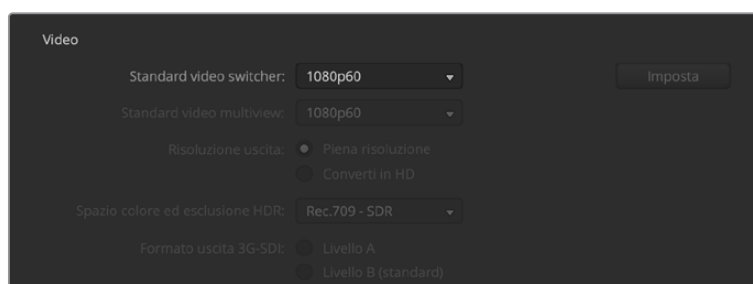 Video
Standard video switcher: 1080p60 Imposta
Standard video multiview: 1080p60
Risoluzione uscita: Piena risoluzione
Converti in HD
Spazio colore ed esclusione HDR: Rec.709 - SDR
Formato uscita 3G-SDI: Livello A
Livello B (standard)